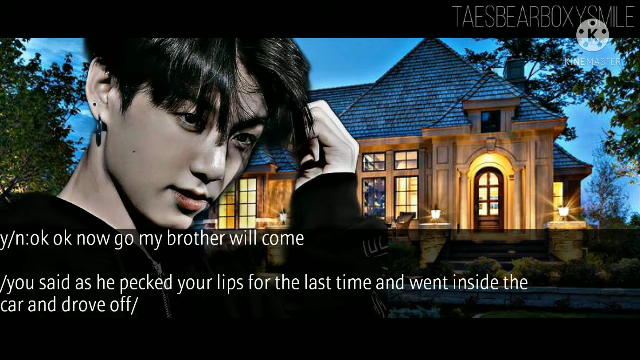 TAESBEARBOXYSMILE
KINEMASTER
y/n:ok ok now go my brother will come
/you said as he pecked your lips for the last time and went inside the
car and drove off/